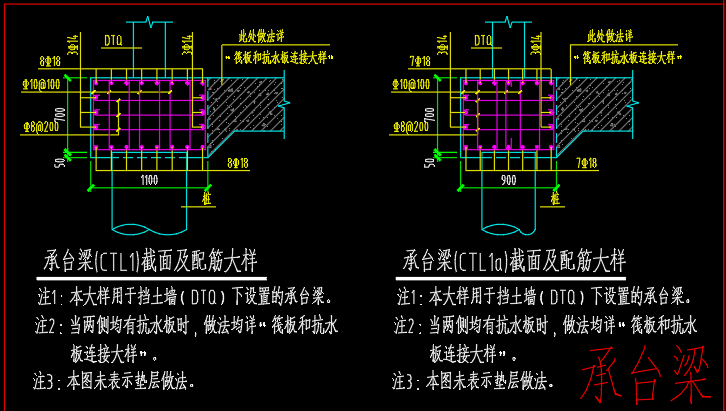 DTQ
3Φ14
3Φ14
此处做法详
"筏板和抗水板连接大样"
8Φ18
Φ10@100
700
Φ8@200
50
8Φ18
1100
桩
承台梁(CTL1)截面及配筋大样
注1：本大样用于挡土墙（DTQ）下设置的承台梁。
注2：当两侧均有抗水板时，做法均详"筏板和抗水
板连接大样"。
注3：本图未表示垫层做法。
DTQ
3Φ14
3Φ14
此处做法详
"筏板和抗水板连接大样"
7Φ18
Φ10@100
700
Φ8@200
50
7Φ18
900
桩
承台梁(CTL1a)截面及配筋大样
注1：本大样用于挡土墙（DTQ）下设置的承台梁。
注2：当两侧均有抗水板时，做法均详"筏板和抗水
板连接大样"。
注3：本图未表示垫层做法。
承台梁